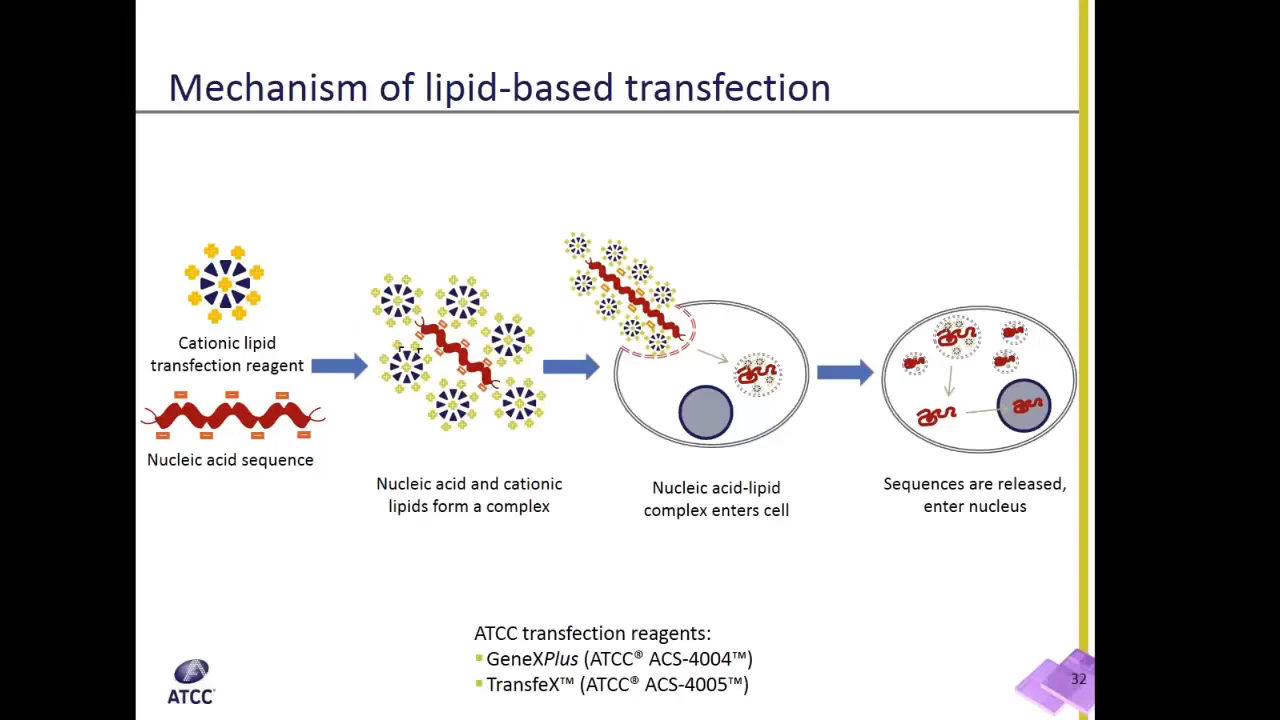 Mechanism of lipid-based transfection
Cationic lipid
transfection reagent
Nucleic acid sequence
Nucleic acid and cationic
lipids form a complex
Nucleic acid-lipid
complex enters cell
Sequences are released,
enter nucleus
ATCC transfection reagents:
GeneXPlus (ATCC® ACS-4004™)
TransfeX™ (ATCC® ACS-4005™)
ATCC
32